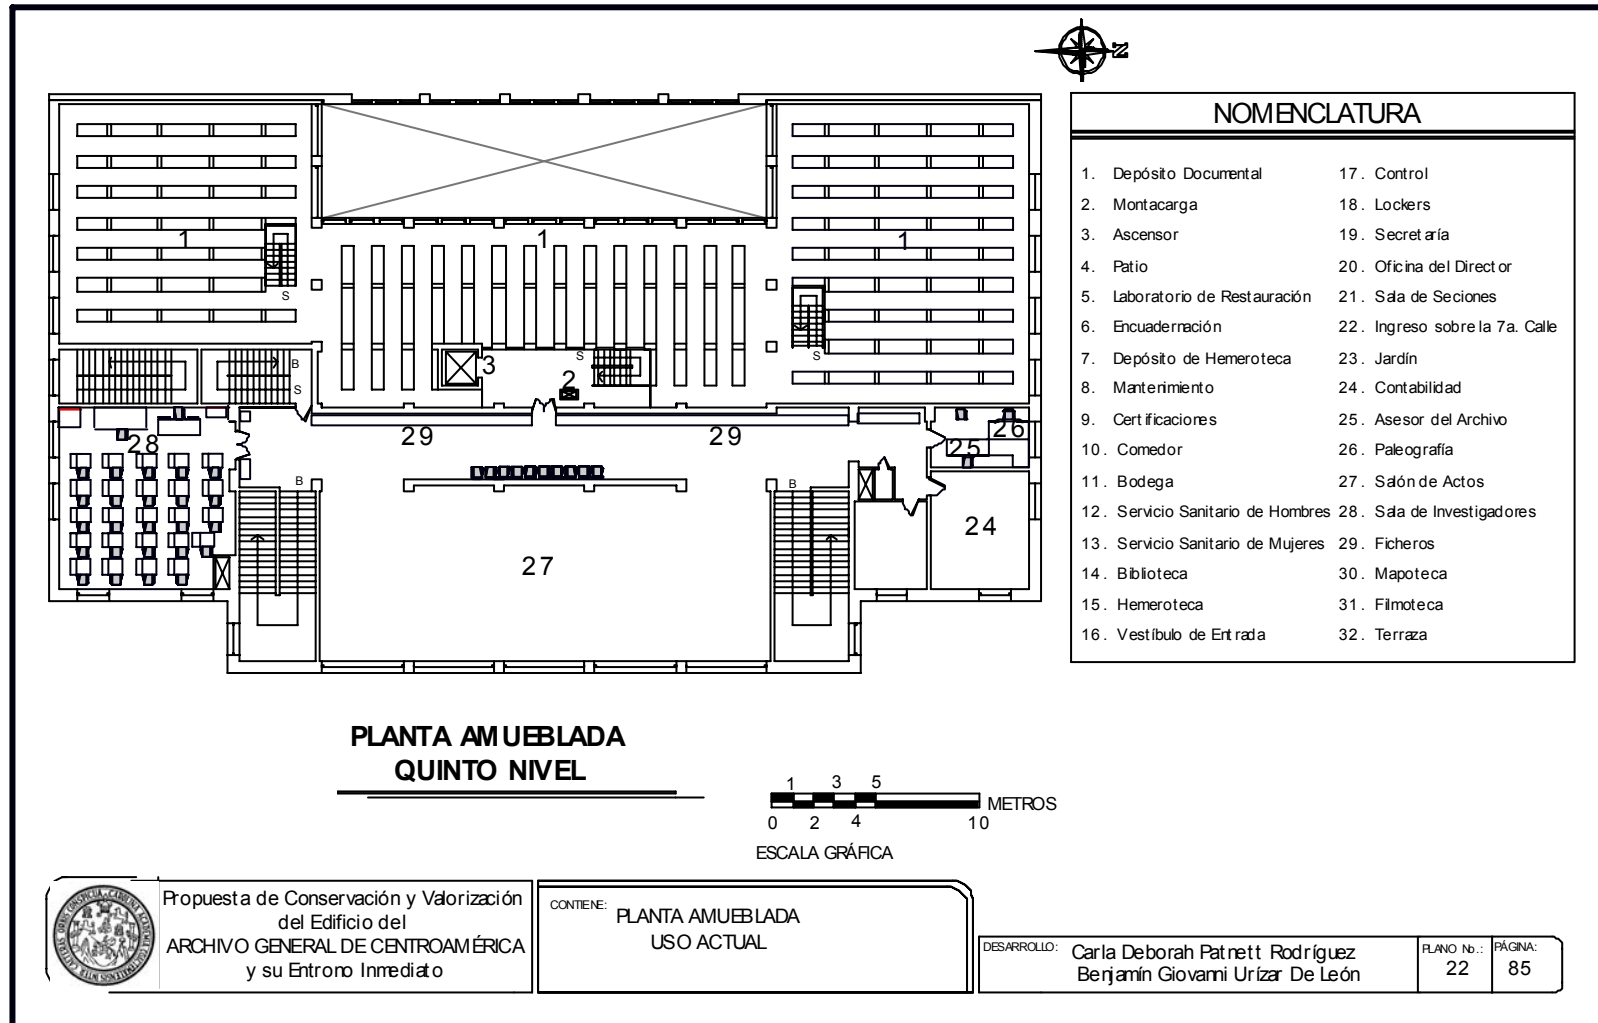 N
NOMENCLATURA
1. Depósito Documental
2. Montacarga
3. Ascensor
4. Patio
5. Laboratorio de Restauración
6. Encuadernación
7. Depósito de Hemeroteca
8. Mantenimiento
9. Certificaciones
10. Comedor
11. Bodega
12. Servicio Sanitario de Hombres
13. Servicio Sanitario de Mujeres
14. Biblioteca
15. Hemeroteca
16. Vestíbulo de Entrada
17. Control
18. Lockers
19. Secretaría
20. Oficina del Director
21. Sala de Seciones
22. Ingreso sobre la 7a. Calle
23. Jardín
24. Contabilidad
25. Asesor del Archivo
26. Paleografía
27. Salón de Actos
28. Sala de Investigadores
29. Ficheros
30. Mapoteca
31. Filmoteca
32. Terraza
1
1
1
S
S
S
B
S
3
2
28
29
29
26
25
B
B
24
27
PLANTA AMUEBLADA
QUINTO NIVEL
1 3 5
METROS
0 2 4 10
ESCALA GRÁFICA
Propuesta de Conservación y Valorización
del Edificio del
ARCHIVO GENERAL DE CENTROAMÉRICA
y su Entrono Inmediato
CONTIENE: PLANTA AMUEBLADA
USO ACTUAL
DESARROLLO: Carla Deborah Patnett Rodríguez
Benjamín Giovanni Urízar De León
PLANO No.:
22
PÁGINA:
85